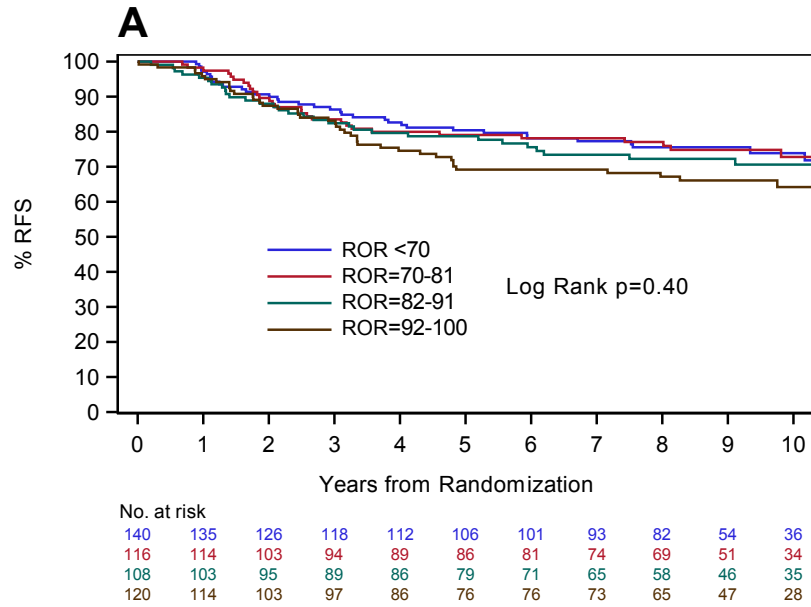 A
100
90
80
70
60
50
40
30
20
10
0
% RFS
ROR <70
ROR=70-81
ROR=82-91
ROR=92-100
Log Rank p=0.40
0 1 2 3 4 5 6 7 8 9 10
Years from Randomization
No. at risk
140 135 126 118 112 106 101 93 82 54 36
116 114 103 94 89 86 81 74 69 51 34
108 103 95 89 86 79 71 65 58 46 35
120 114 103 97 86 76 76 73 65 47 28